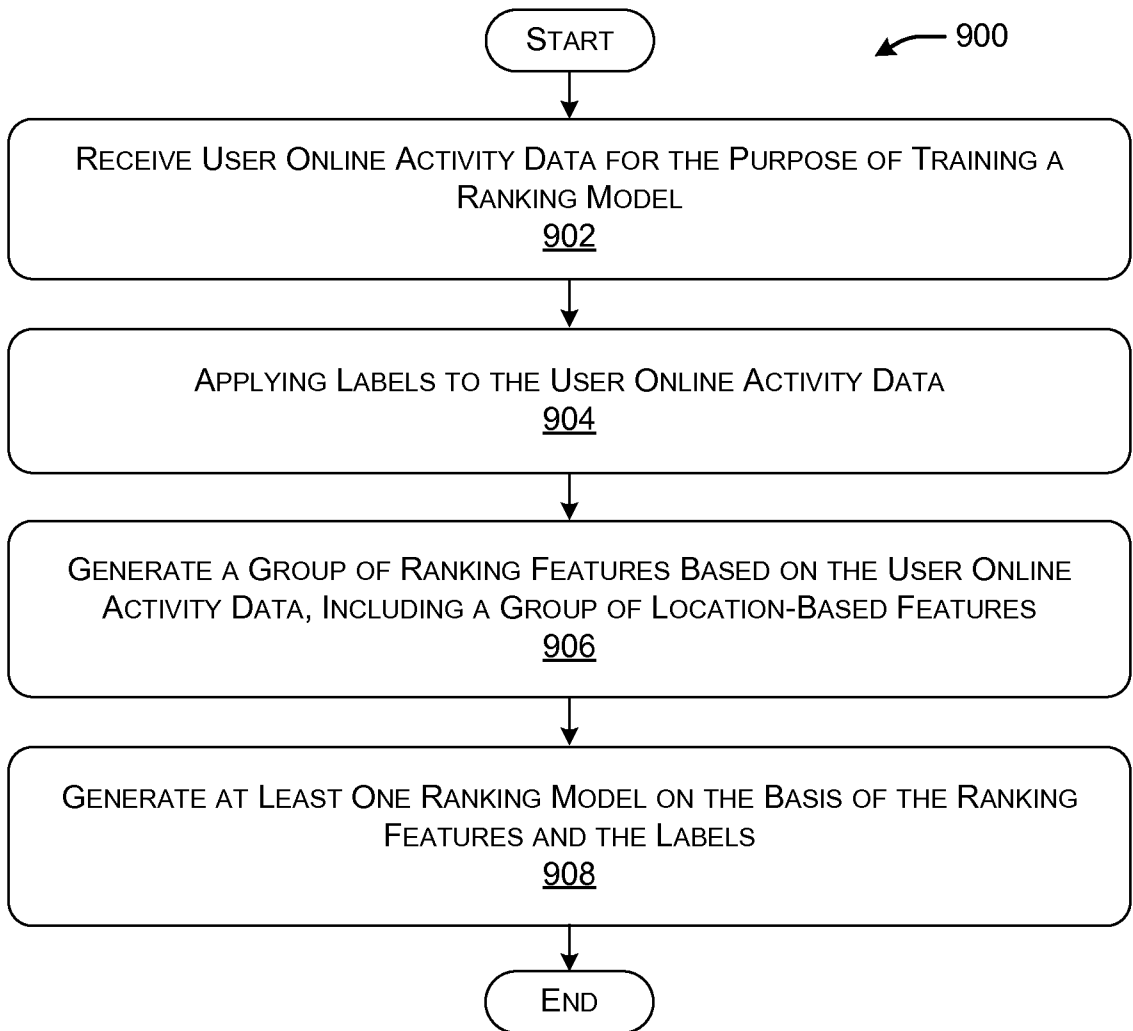 START
900
RECEIVE USER ONLINE ACTIVITY DATA FOR THE PURPOSE OF TRAINING A
RANKING MODEL
902
APPLYING LABELS TO THE USER ONLINE ACTIVITY DATA
904
GENERATE A GROUP OF RANKING FEATURES BASED ON THE USER ONLINE
ACTIVITY DATA, INCLUDING A GROUP OF LOCATION-BASED FEATURES
906
GENERATE AT LEAST ONE RANKING MODEL ON THE BASIS OF THE RANKING
FEATURES AND THE LABELS
908
END